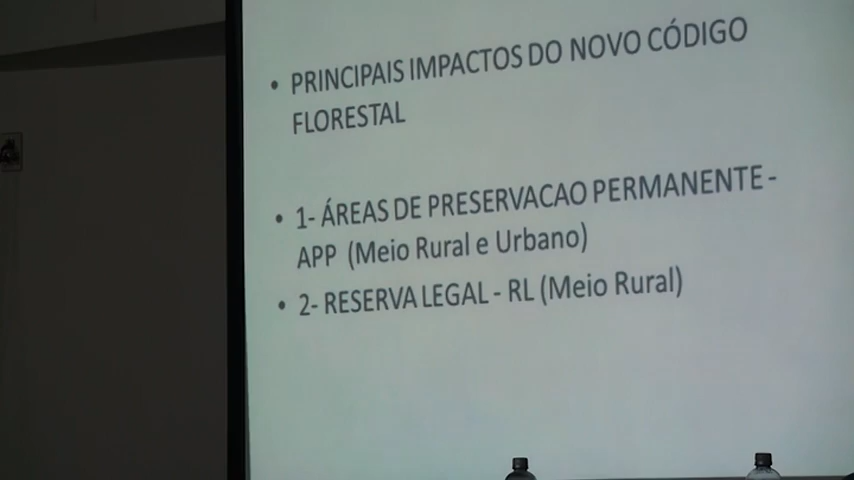 • PRINCIPAIS IMPACTOS DO NOVO CÓDIGO
FLORESTAL
• 1- ÁREAS DE PRESERVACAO PERMANENTE -
APP (Meio Rural e Urbano)
• 2- RESERVA LEGAL - RL (Meio Rural)